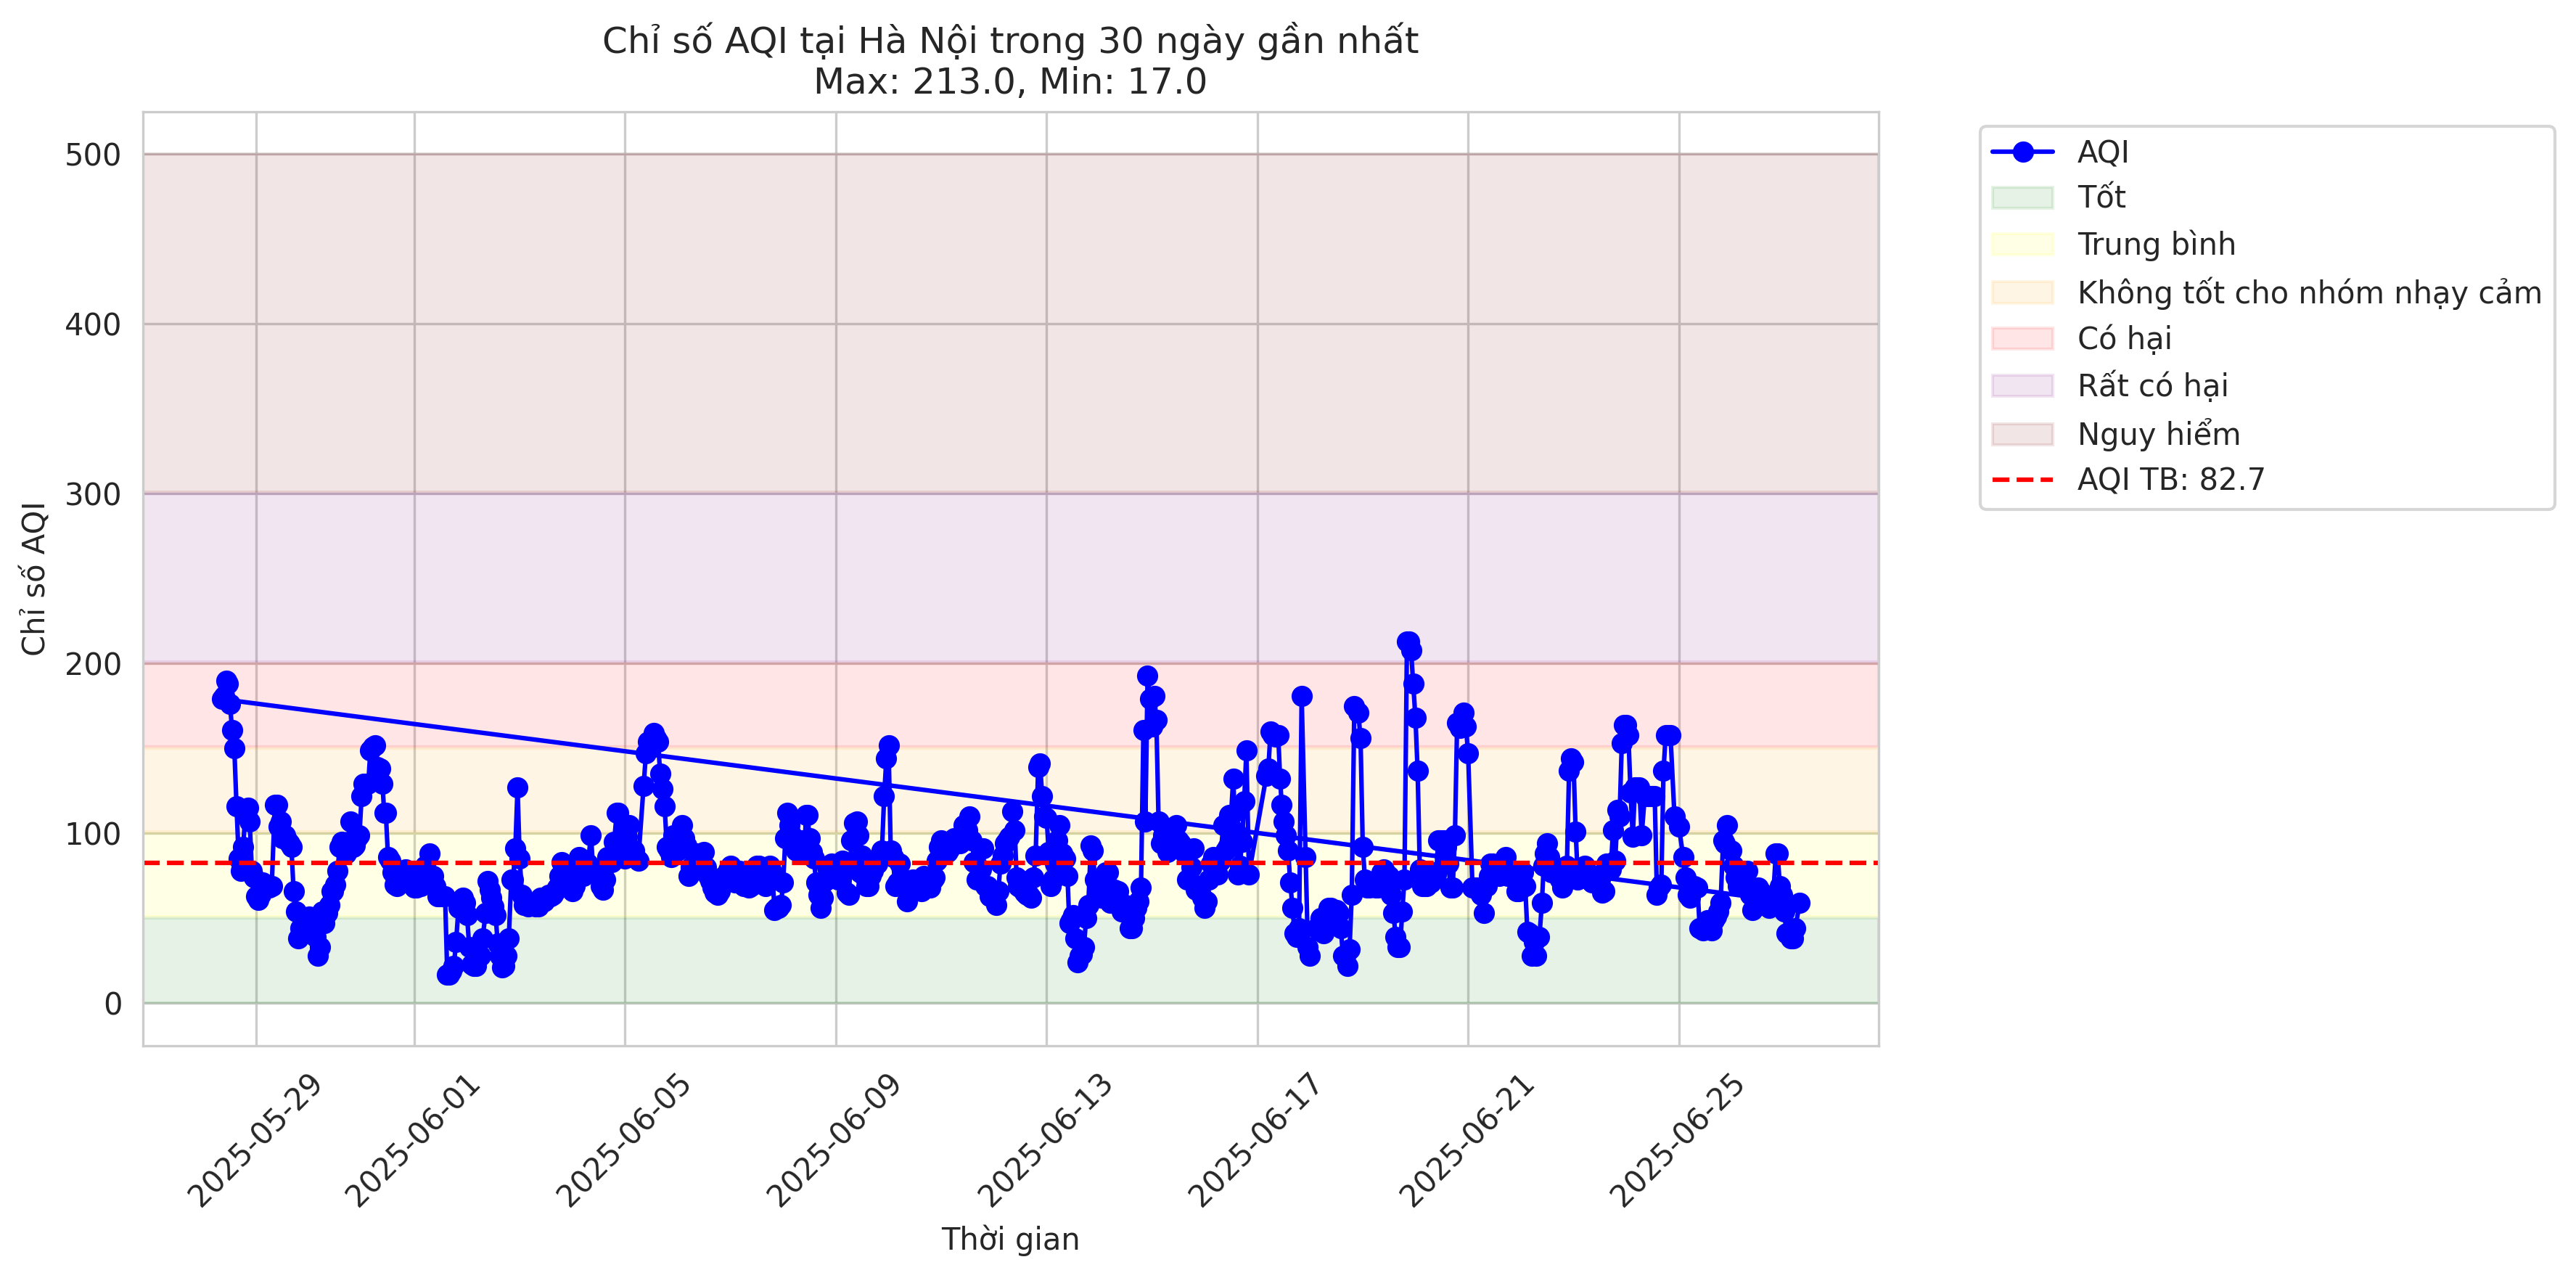 Chỉ số AQI tại Hà Nội trong 30 ngày gần nhất
Max: 213.0, Min: 17.0
Chỉ số AQI
500
400
300
200
100
0
2025-05-29
2025-06-01
2025-06-05
2025-06-09
2025-06-13
2025-06-17
2025-06-21
2025-06-25
Thời gian
AQI
Tốt
Trung bình
Không tốt cho nhóm nhạy cảm
Có hại
Rất có hại
Nguy hiểm
AQI TB: 82.7